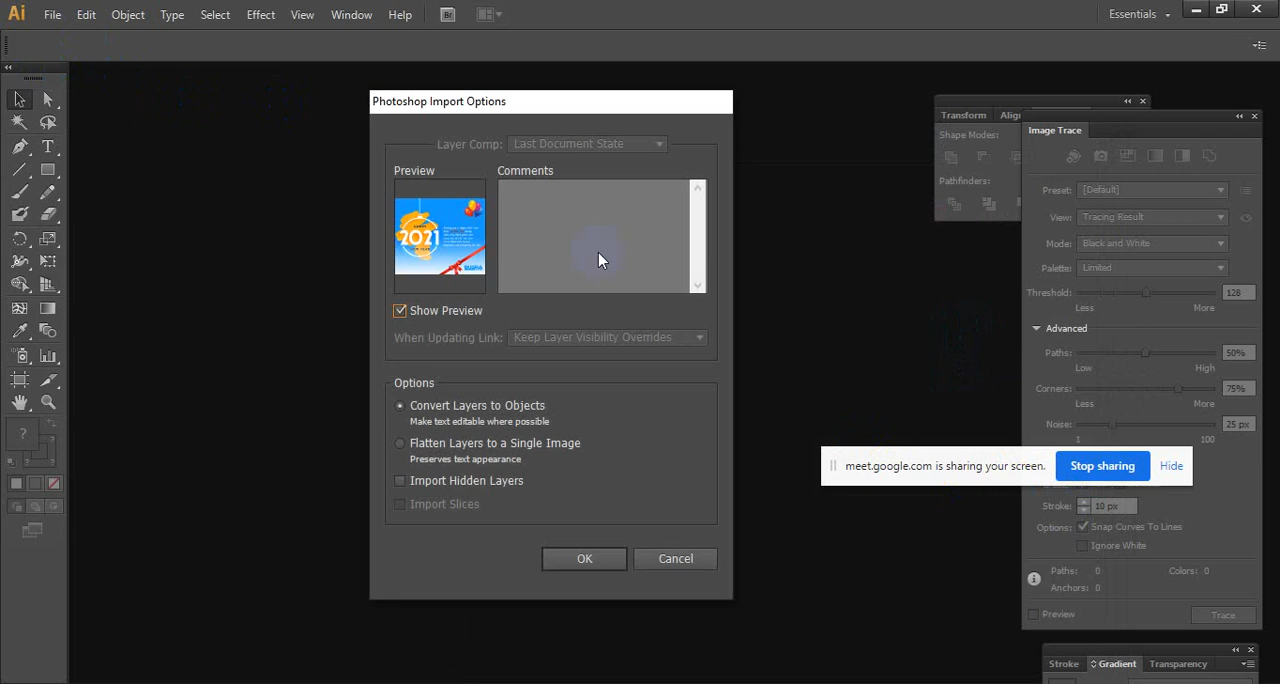 Ai File Edit Object Type Select Effect View Window Help Br Essentials
Photoshop Import Options
Layer Comp: Last Document State
Preview Comments
2021
Show Preview
When Updating Link: Keep Layer Visibility Overrides
Options
Convert Layers to Objects
Make text editable where possible
Flatten Layers to a Single Image
Preserves text appearance
Import Hidden Layers
Import Slices
OK Cancel
?
Transform Alig
Shape Modes:
Pathfinders:
Image Trace
Preset: [Default]
View: Tracing Result
Mode: Black and White
Palette: Limited
Threshold: 128
Less More
Advanced
Paths: 50%
Low High
Corners: 75%
Less More
Noise: 25 px
1 100
meet.google.com is sharing your screen. Stop sharing Hide
Stroke: 10 px
Options: Snap Curves To Lines
Ignore White
Paths: 0 Colors: 0
Anchors: 0
Preview Trace
Stroke Gradient Transparency